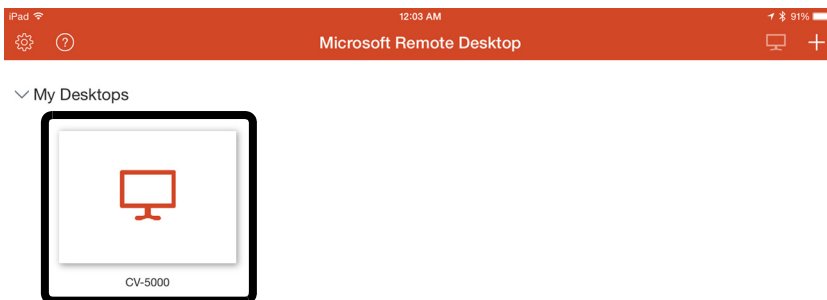 iPad 12:03 AM 91%
? Microsoft Remote Desktop +
My Desktops
CV-5000